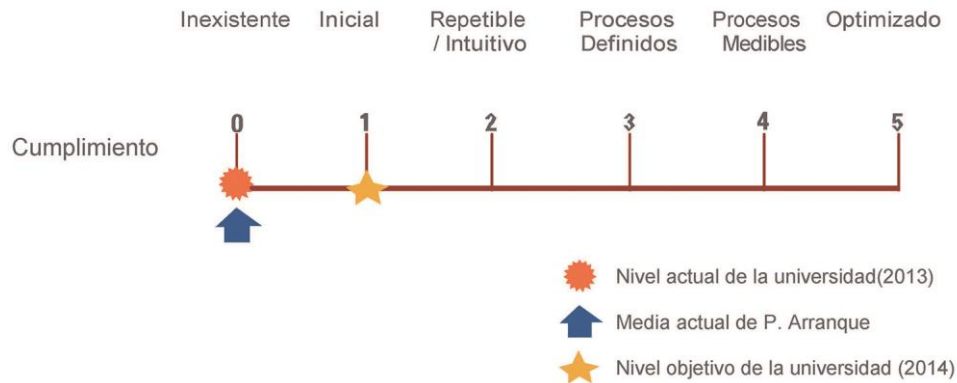 Inexistente Inicial Repetible / Intuitivo Procesos Definidos Procesos Medibles Optimizado
0 1 2 3 4 5
Cumplimiento
Nivel actual de la universidad(2013)
Media actual de P. Arranque
Nivel objetivo de la universidad (2014)